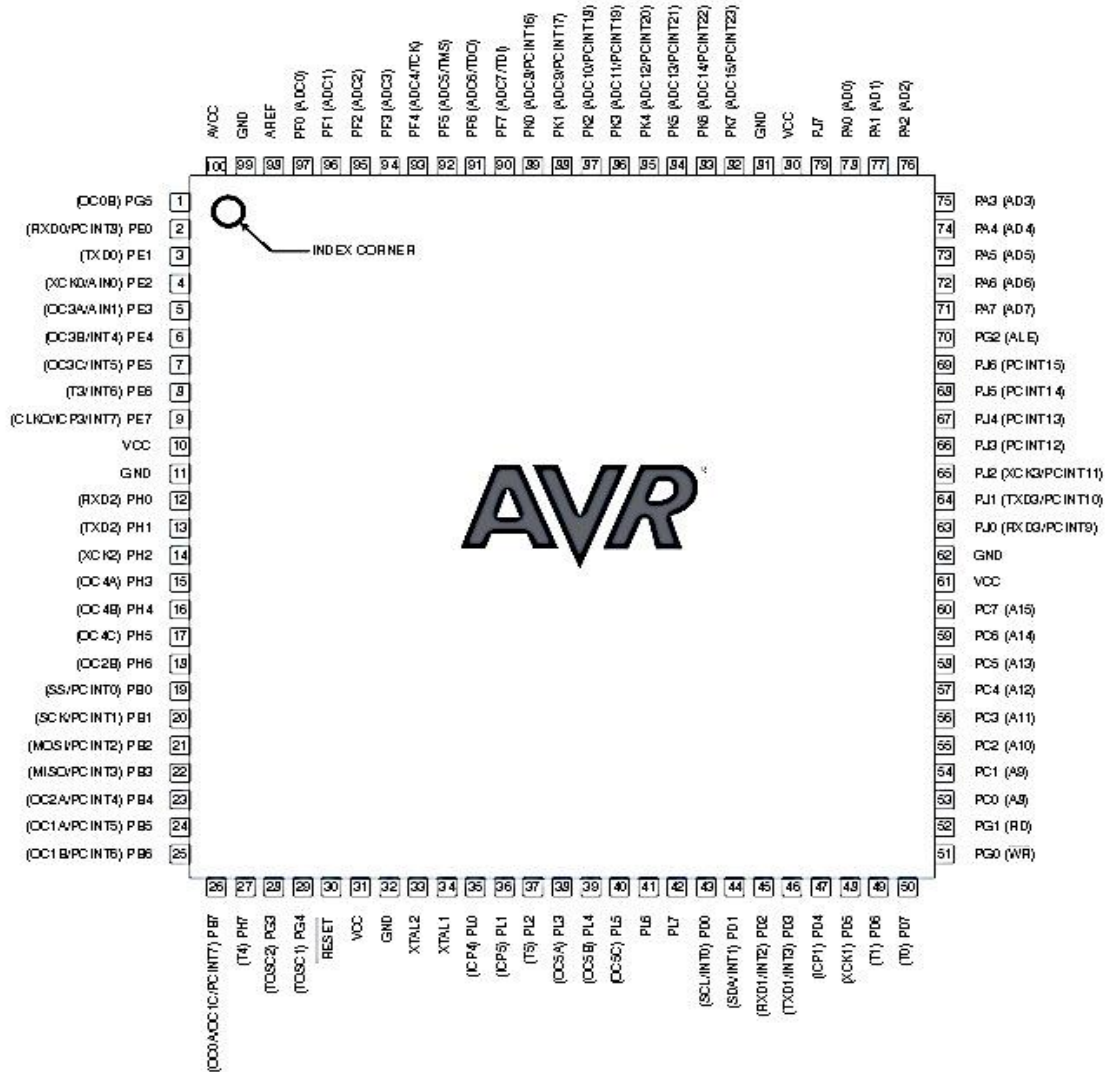 AVCC
GND
AREF
PF0 (ADC0)
PF1 (ADC1)
PF2 (ADC2)
PF3 (ADC3)
PF4 (ADC4/TCK)
PF5 (ADC5/TMS)
PF6 (ADC6/TDO)
PF7 (ADC7/TDI)
PK0 (ADC8/PCINT16)
PK1 (ADC9/PCINT17)
PK2 (ADC10/PCINT18)
PK3 (ADC11/PCINT19)
PK4 (ADC12/PCINT20)
PK5 (ADC13/PCINT21)
PK6 (ADC14/PCINT22)
PK7 (ADC15/PCINT23)
GND
VCC
PJ7
PA0 (AD0)
PA1 (AD1)
PA2 (AD2)
100 99 98 97 96 95 94 93 92 91 90 89 88 87 86 85 84 83 82 81 80 79 78 77 76
(OC0B) PG5 1
(RXD0/PCINT8) PE0 2
(TXD0) PE1 3
(XCK0/AIN0) PE2 4
(OC3A/AIN1) PE3 5
(OC3B/INT4) PE4 6
(OC3C/INT5) PE5 7
(T3/INT6) PE6 8
(CLKO/ICP3/INT7) PE7 9
VCC 10
GND 11
(RXD2) PH0 12
(TXD2) PH1 13
(XCK2) PH2 14
(OC4A) PH3 15
(OC4B) PH4 16
(OC4C) PH5 17
(OC2B) PH6 18
(SS/PCINT0) PB0 19
(SCK/PCINT1) PB1 20
(MOSI/PCINT2) PB2 21
(MISO/PCINT3) PB3 22
(OC2A/PCINT4) PB4 23
(OC1A/PCINT5) PB5 24
(OC1B/PCINT6) PB6 25
INDEX CORNER
AVR®
75 PA3 (AD3)
74 PA4 (AD4)
73 PA5 (AD5)
72 PA6 (AD6)
71 PA7 (AD7)
70 PG2 (ALE)
69 PJ6 (PCINT15)
68 PJ5 (PCINT14)
67 PJ4 (PCINT13)
66 PJ3 (PCINT12)
65 PJ2 (XCK3/PCINT11)
64 PJ1 (TXD3/PCINT10)
63 PJ0 (RXD3/PCINT9)
62 GND
61 VCC
60 PC7 (A15)
59 PC6 (A14)
58 PC5 (A13)
57 PC4 (A12)
56 PC3 (A11)
55 PC2 (A10)
54 PC1 (A9)
53 PC0 (A8)
52 PG1 (RD)
51 PG0 (WR)
26 27 28 29 30 31 32 33 34 35 36 37 38 39 40 41 42 43 44 45 46 47 48 49 50
(OC0A/OC1C/PCINT7) PB7
(T4) PH7
(TOSC2) PG3
(TOSC1) PG4
RESET
VCC
GND
XTAL2
XTAL1
(ICP4) PL0
(ICP5) PL1
(T5) PL2
(OC5A) PL3
(OC5B) PL4
(OC5C) PL5
PL6
PL7
(SCL/INT0) PD0
(SDA/INT1) PD1
(RXD1/INT2) PD2
(TXD1/INT3) PD3
(ICP1) PD4
(XCK1) PD5
(T1) PD6
(T0) PD7